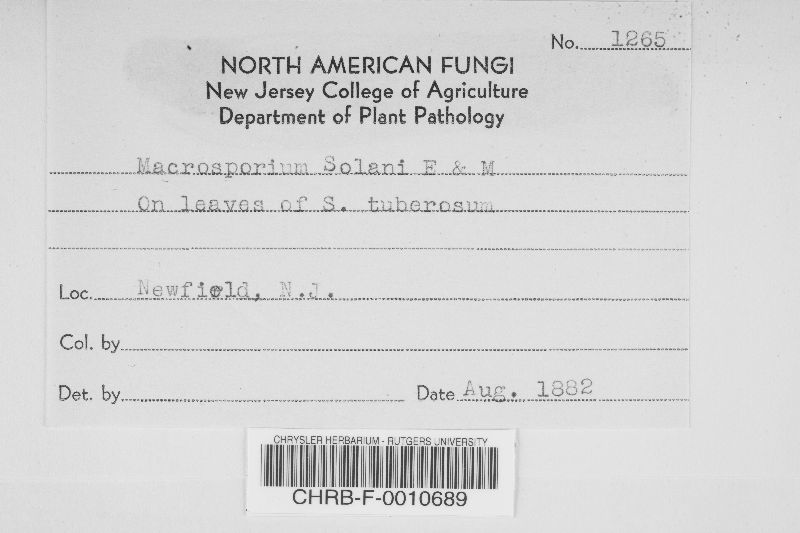 No. 1265
NORTH AMERICAN FUNGI
New Jersey College of Agriculture
Department of Plant Pathology
Macrosporium Solani E & M
On leaves of S. tuberosum
Loc. Newfield, N.J.
Col. by
Det. by Date Aug. 1882
CHRYSLER HERBARIUM - RUTGERS UNIVERSITY
CHRB-F-0010689